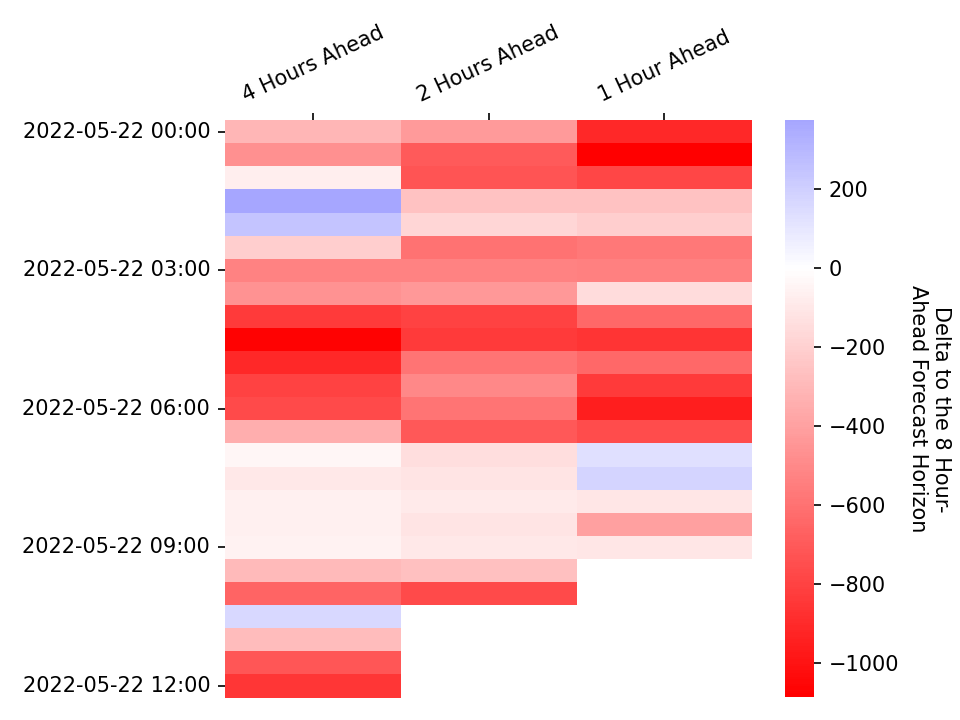 4 Hours Ahead
2 Hours Ahead
1 Hour Ahead
2022-05-22 00:00
2022-05-22 03:00
2022-05-22 06:00
2022-05-22 09:00
2022-05-22 12:00
200
0
−200
−400
−600
−800
−1000
Delta to the 8 Hour-
Ahead Forecast Horizon